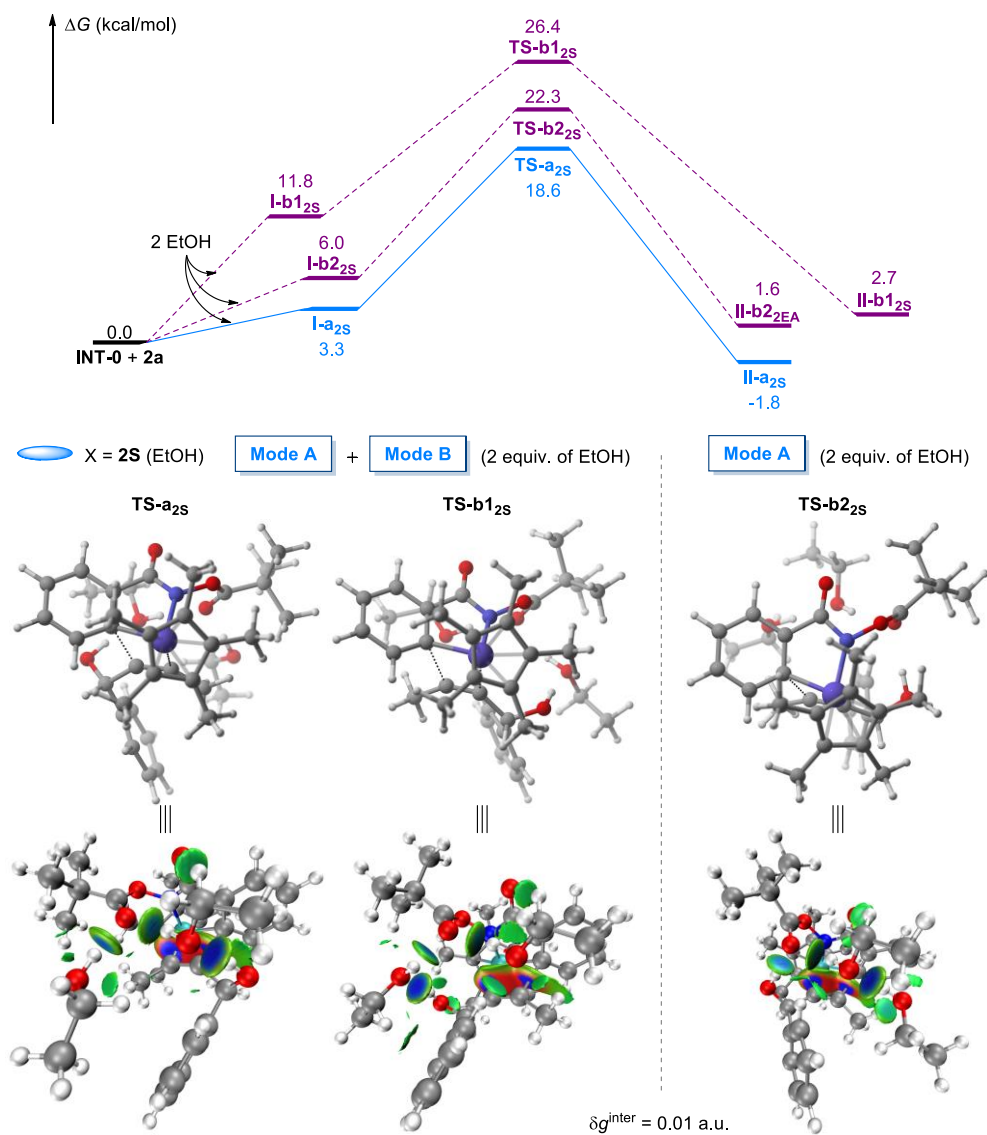 ΔG (kcal/mol)
26.4
TS-b1₂S
22.3
TS-b2₂S
TS-a₂S
18.6
11.8
I-b1₂S
2 EtOH
6.0
I-b2₂S
2.7
II-b1₂S
1.6
II-b2₂EA
0.0
INT-0 + 2a
I-a₂S
3.3
II-a₂S
-1.8
X = 2S (EtOH) Mode A + Mode B (2 equiv. of EtOH) Mode A (2 equiv. of EtOH)
TS-a₂S TS-b1₂S TS-b2₂S
δg^inter = 0.01 a.u.